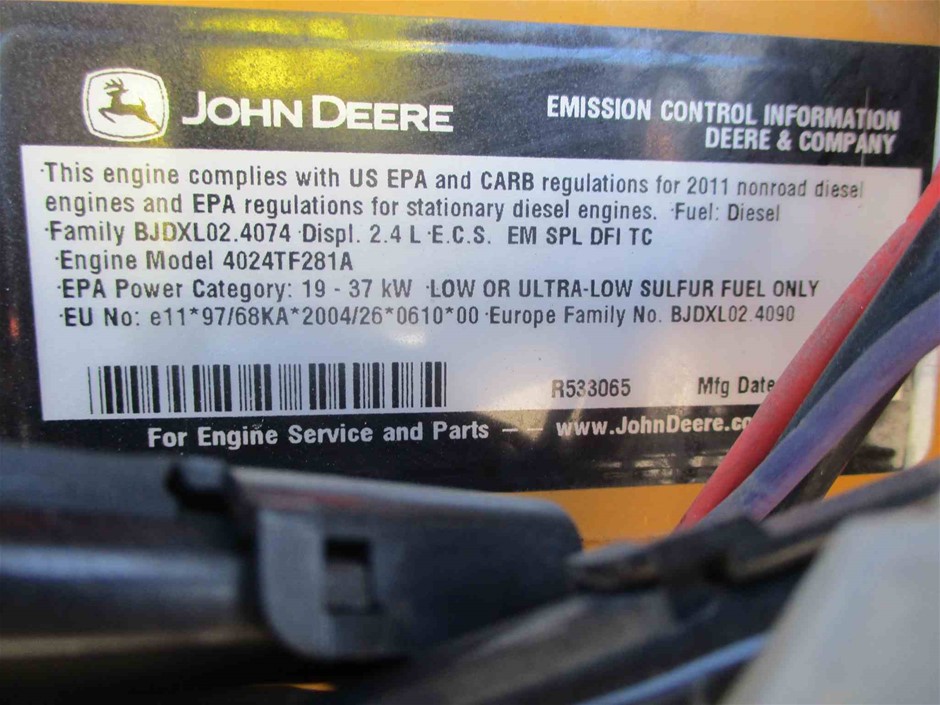 JOHN DEERE
EMISSION CONTROL INFORMATION
DEERE & COMPANY
·This engine complies with US EPA and CARB regulations for 2011 nonroad diesel
engines and EPA regulations for stationary diesel engines. ·Fuel: Diesel
·Family BJDXL02.4074 ·Displ. 2.4 L ·E.C.S. EM SPL DFI TC
·Engine Model 4024TF281A
·EPA Power Category: 19 - 37 kW ·LOW OR ULTRA-LOW SULFUR FUEL ONLY
·EU No: e11*97/68KA*2004/26*0610*00 ·Europe Family No. BJDXL02.4090
R533065 Mfg Date
For Engine Service and Parts - - www.JohnDeere.co